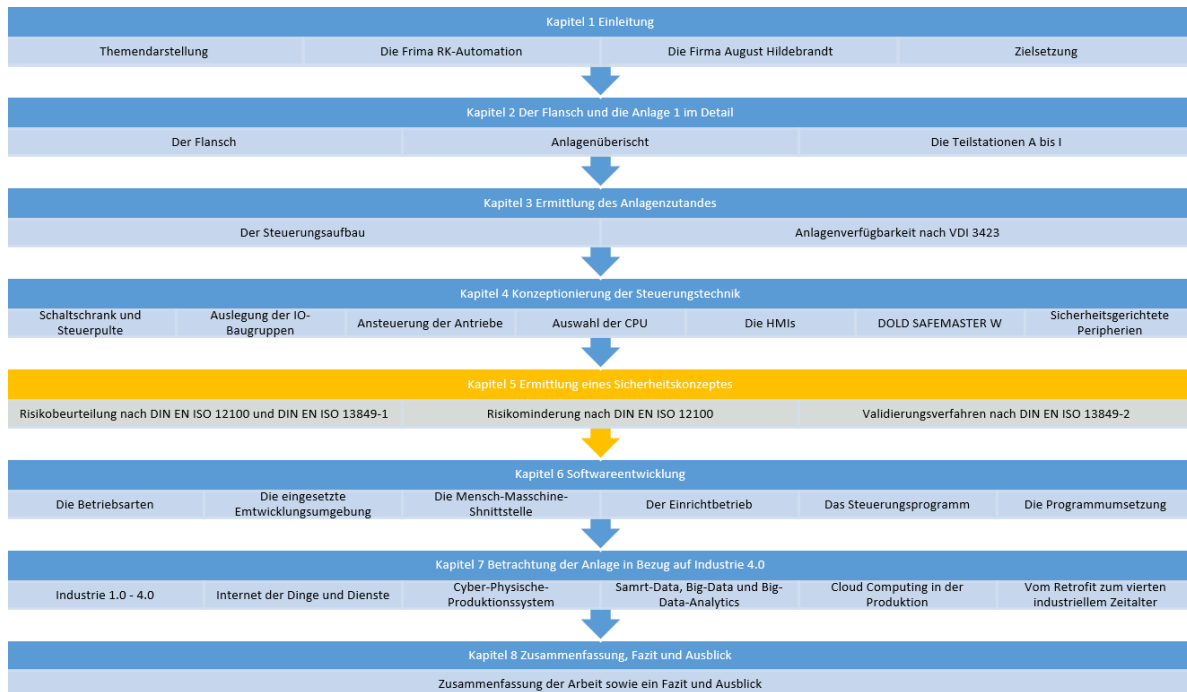 Kapitel 1 Einleitung
Themendarstellung
Die Frima RK-Automation
Die Firma August Hildebrandt
Zielsetzung
Kapitel 2 Der Flansch und die Anlage 1 im Detail
Der Flansch
Anlagenüberischt
Die Teilstationen A bis I
Kapitel 3 Ermittlung des Anlagenzutandes
Der Steuerungsaufbau
Anlagenverfügbarkeit nach VDI 3423
Kapitel 4 Konzeptionierung der Steuerungstechnik
Schaltschrank und
Steuerpulte
Auslegung der IO-
Baugruppen
Ansteuerung der Antriebe
Auswahl der CPU
Die HMIs
DOLD SAFEMASTER W
Sicherheitsgerichtete
Peripherien
Kapitel 5 Ermittlung eines Sicherheitskonzeptes
Risikobeurteilung nach DIN EN ISO 12100 und DIN EN ISO 13849-1
Risikominderung nach DIN EN ISO 12100
Validierungsverfahren nach DIN EN ISO 13849-2
Kapitel 6 Softwareentwicklung
Die Betriebsarten
Die eingesetzte
Emtwicklungsumgebung
Die Mensch-Masschine-
Shnittstelle
Der Einrichtbetrieb
Das Steuerungsprogramm
Die Programmumsetzung
Kapitel 7 Betrachtung der Anlage in Bezug auf Industrie 4.0
Industrie 1.0 - 4.0
Internet der Dinge und Dienste
Cyber-Physische-
Produktionssystem
Samrt-Data, Big-Data und Big-
Data-Analytics
Cloud Computing in der
Produktion
Vom Retrofit zum vierten
industriellem Zeitalter
Kapitel 8 Zusammenfassung, Fazit und Ausblick
Zusammenfassung der Arbeit sowie ein Fazit und Ausblick